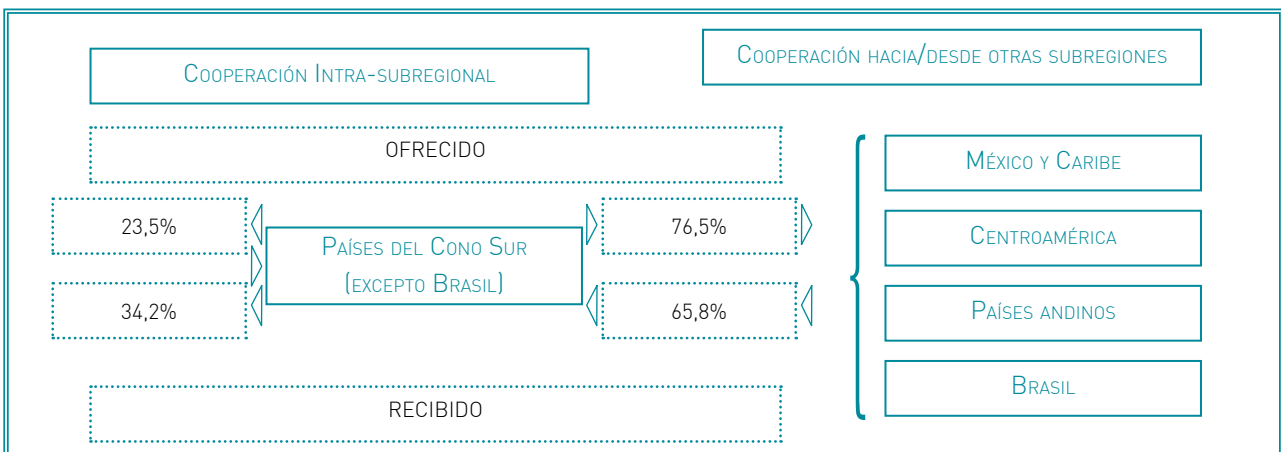 Cooperación Intra-subregional
Cooperación hacia/desde otras subregiones
OFRECIDO
23,5%
Países del Cono Sur
(excepto Brasil)
76,5%
34,2%
65,8%
RECIBIDO
México y Caribe
Centroamérica
Países andinos
Brasil